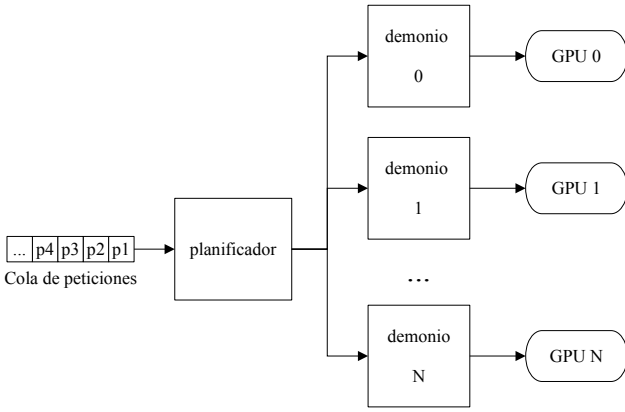 demonio
0
GPU 0
demonio
1
GPU 1
... p4 p3 p2 p1
Cola de peticiones
planificador
...
demonio
N
GPU N